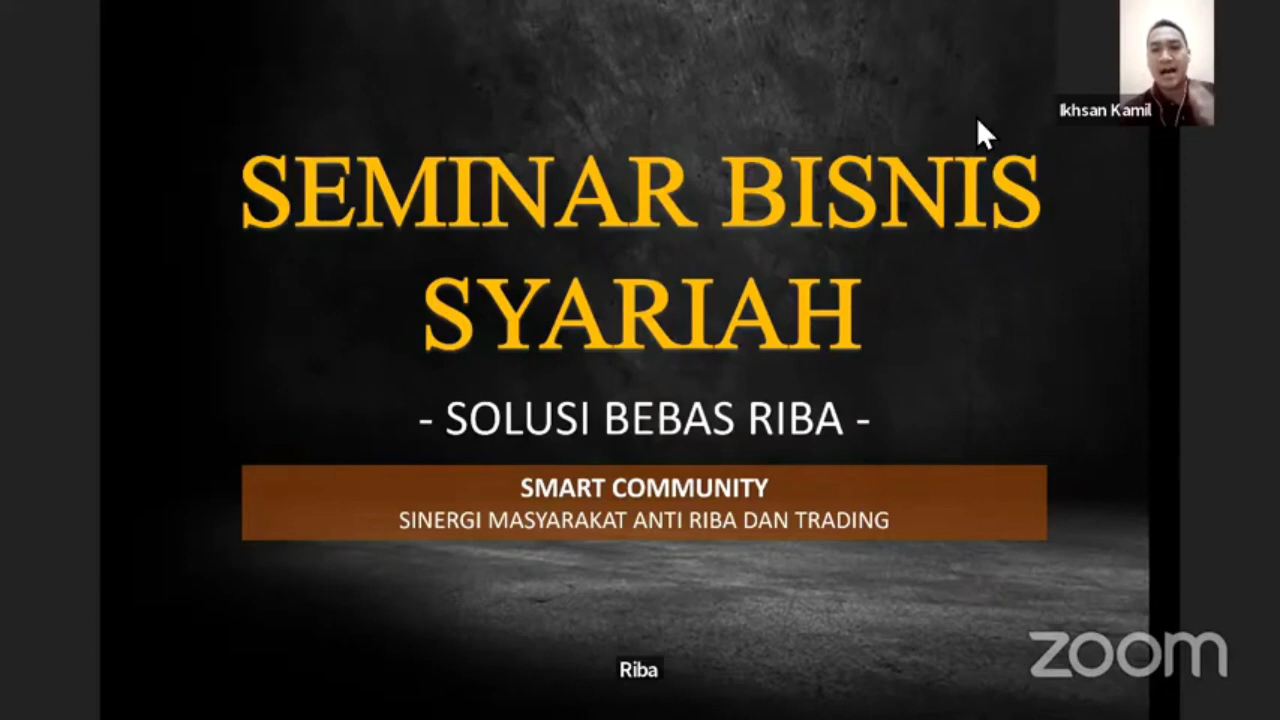 Ikhsan Kamil
SEMINAR BISNIS
SYARIAH
- SOLUSI BEBAS RIBA -
SMART COMMUNITY
SINERGI MASYARAKAT ANTI RIBA DAN TRADING
Riba
zoom